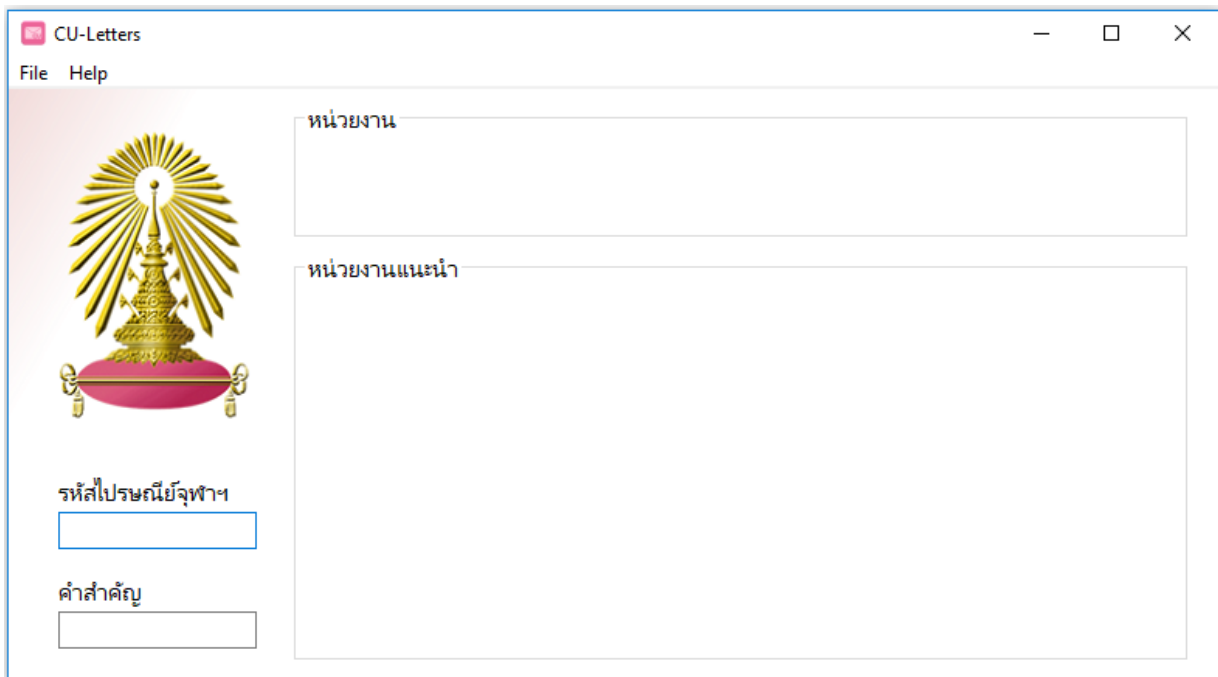 CU-Letters
File Help
หน่วยงาน
หน่วยงานแนะนำ
รหัสไปรษณีย์จุฬาฯ
คำสำคัญ